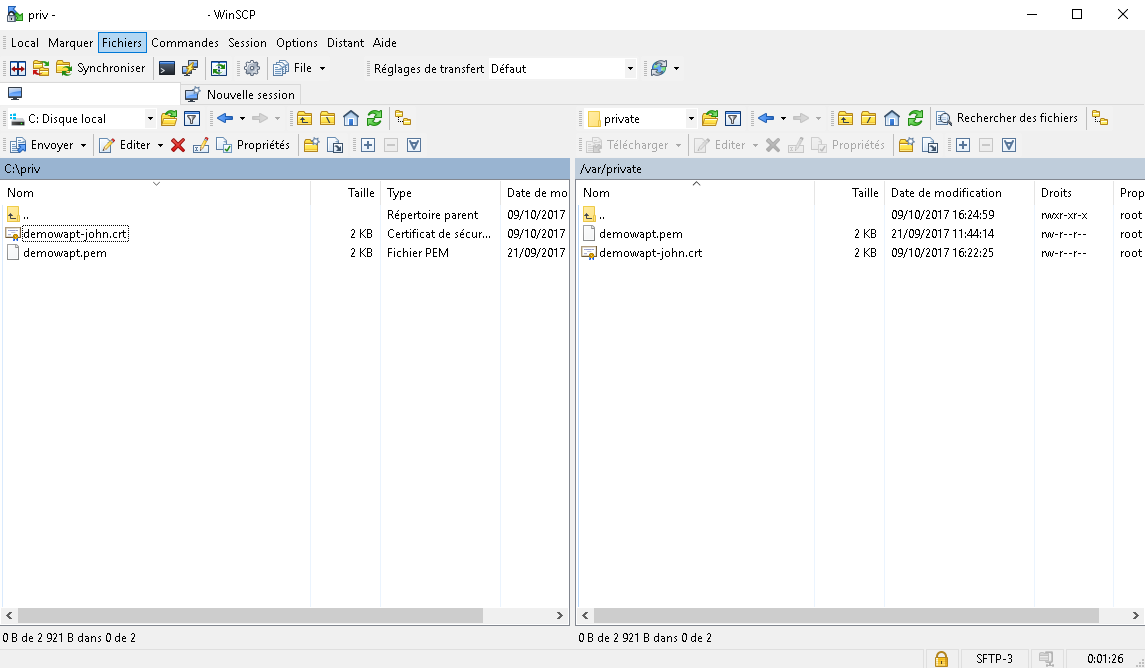 priv - - WinSCP
Local Marquer Fichiers Commandes Session Options Distant Aide
Synchroniser File Réglages de transfert Défaut
Nouvelle session
C: Disque local private Rechercher des fichiers
Envoyer Editer Propriétés Télécharger Editer Propriétés
C:\priv /var/private
Nom Taille Type Date de mo Nom Taille Date de modification Droits Prop
.. Répertoire parent 09/10/2017 .. 09/10/2017 16:24:59 rwxr-xr-x root
demowapt-john.crt 2 KB Certificat de sécur... 09/10/2017 demowapt.pem 2 KB 21/09/2017 11:44:14 rw-r--r-- root
demowapt.pem 2 KB Fichier PEM 21/09/2017 demowapt-john.crt 2 KB 09/10/2017 16:22:25 rw-r--r-- root
0 B de 2 921 B dans 0 de 2 0 B de 2 921 B dans 0 de 2
SFTP-3 0:01:26